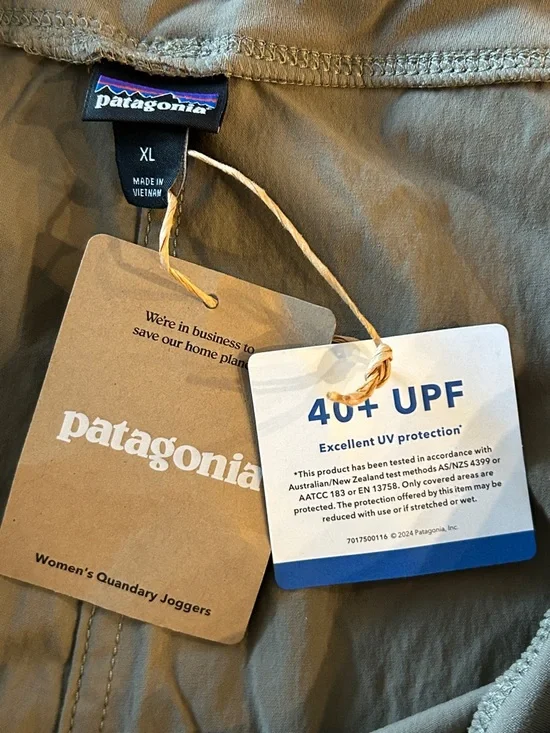 patagonia
XL
MADE IN
VIETNAM
We're in business to
save our home
patagonia
Women's Quandary Joggers
40+ UPF
Excellent UV protection*
*This product has been tested in accordance with
Australian/New Zealand test methods AS/NZS 4399 or
AATCC 183 or EN 13758. Only covered areas are
protected. The protection offered by this item may be
reduced with use or if stretched or wet.
7017500116 © 2024 Patagonia, Inc.